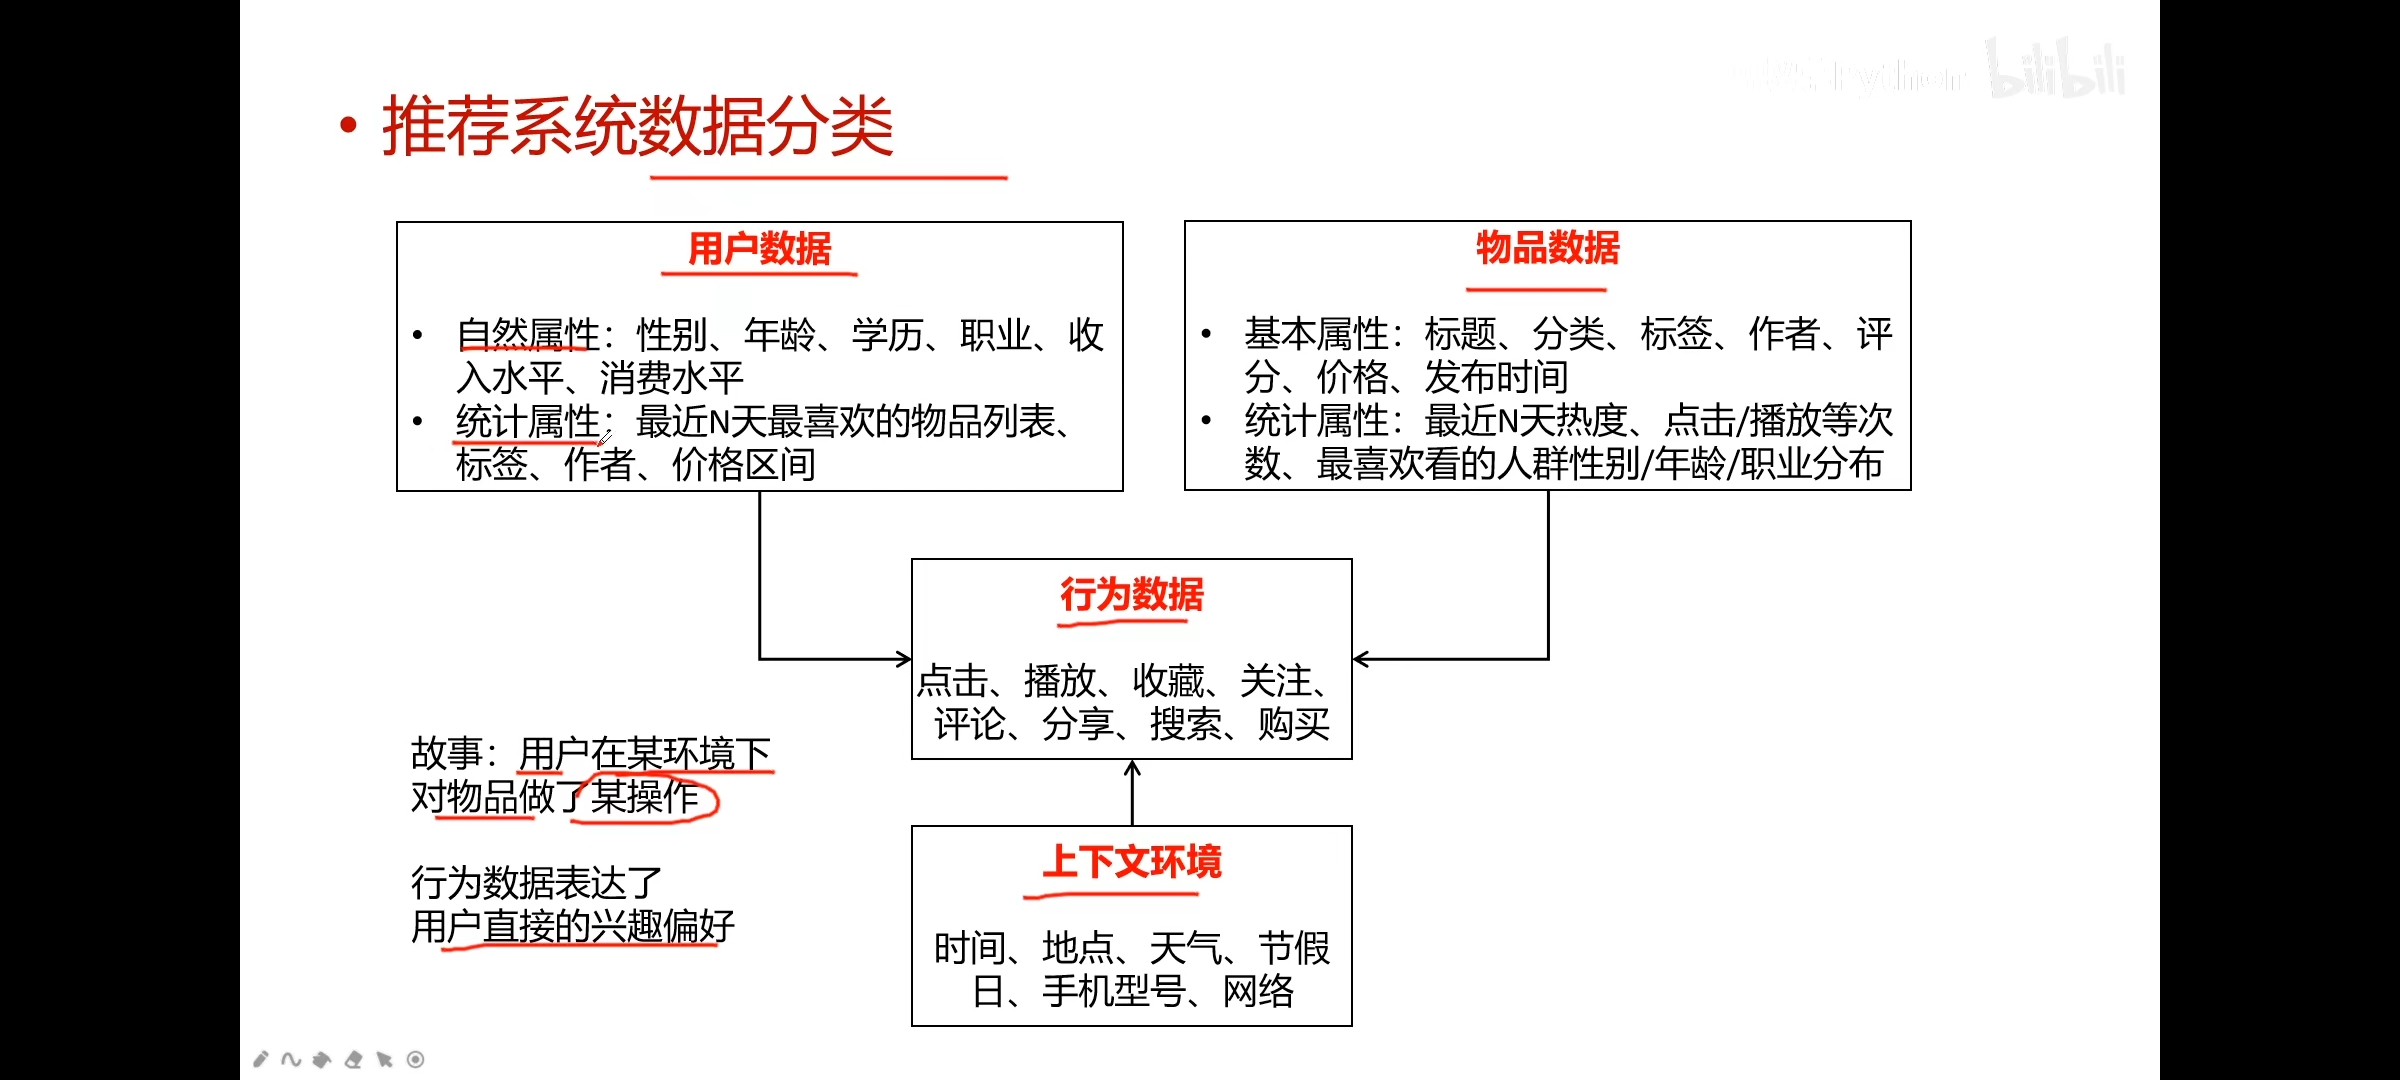 Python bilibili
• 推荐系统数据分类
用户数据
• 自然属性：性别、年龄、学历、职业、收
入水平、消费水平
• 统计属性：最近N天最喜欢的物品列表、
标签、作者、价格区间
物品数据
• 基本属性：标题、分类、标签、作者、评
分、价格、发布时间
• 统计属性：最近N天热度、点击/播放等次
数、最喜欢看的人群性别/年龄/职业分布
行为数据
点击、播放、收藏、关注、
评论、分享、搜索、购买
故事：用户在某环境下
对物品做了某操作
行为数据表达了
用户直接的兴趣偏好
上下文环境
时间、地点、天气、节假
日、手机型号、网络